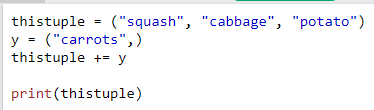 thistuple = ("squash", "cabbage", "potato")
y = ("carrots",)
thistuple += y
print(thistuple)